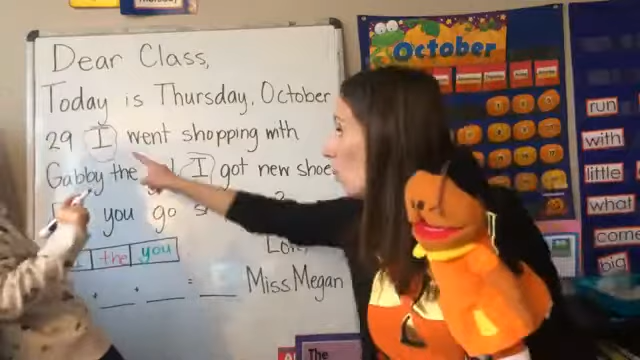 Dear Class,
Today is Thursday, October
29 I went shopping with
Gabby the I got new shoe
you go
the you
Love,
+ + = Miss Megan
October
run
with
little
what
come
big
The